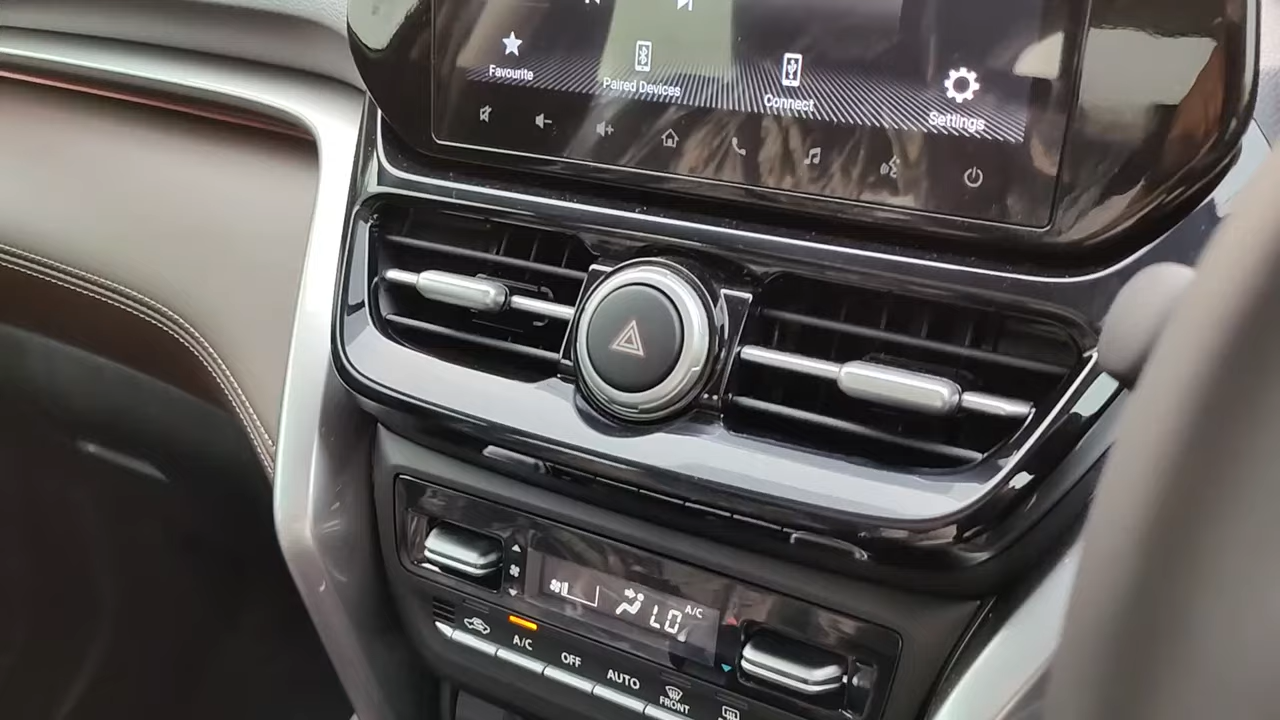 Favourite
Paired Devices
Connect
Settings
LO
A/C
A/C
OFF
AUTO
FRONT